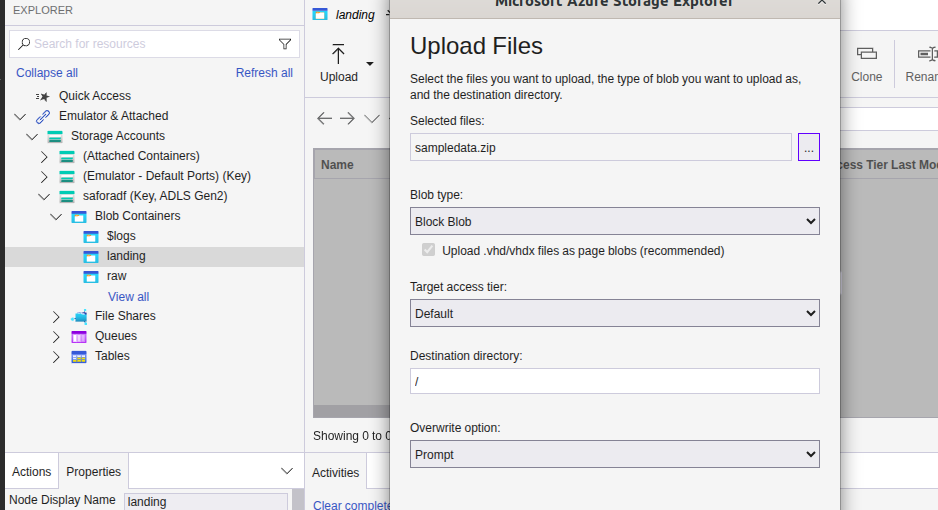 EXPLORER
Search for resources
Collapse all
Refresh all
Quick Access
Emulator & Attached
Storage Accounts
(Attached Containers)
(Emulator - Default Ports) (Key)
saforadf (Key, ADLS Gen2)
Blob Containers
$logs
landing
raw
View all
File Shares
Queues
Tables
Actions
Properties
Node Display Name
landing
landing
Upload
Name
Showing 0 to 0
Activities
Clear complete
Microsoft Azure Storage Explorer
Upload Files
Select the files you want to upload, the type of blob you want to upload as,
and the destination directory.
Selected files:
sampledata.zip
...
Blob type:
Block Blob
Upload .vhd/vhdx files as page blobs (recommended)
Target access tier:
Default
Destination directory:
/
Overwrite option:
Prompt
Clone
Renar
cess Tier Last Mo